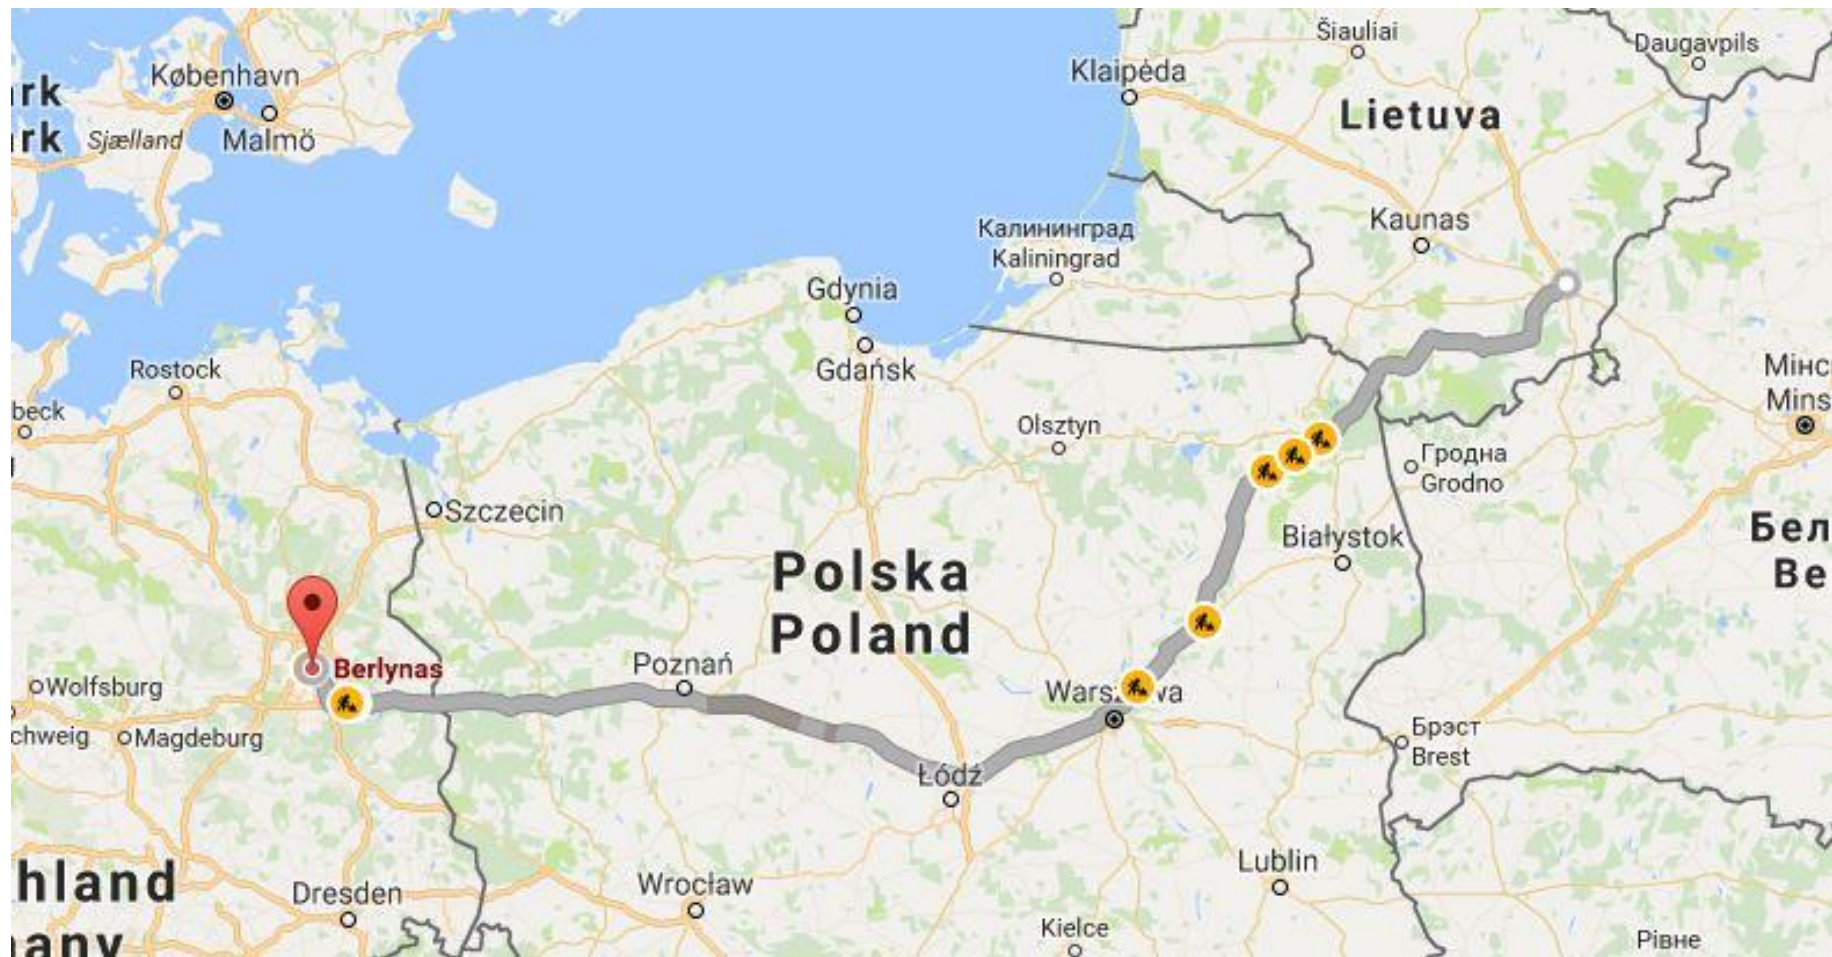 Šiauliai
Daugavpils
København
Klaipėda
rk
Lietuva
rk
Sjælland
Malmö
Калининград
Kaliningrad
Kaunas
Gdynia
Rostock
Gdańsk
Мінс
Mins
beck
Olsztyn
Гродна
Grodno
Szczecin
Białystok
Бел
Be
Polska
Poland
Poznań
Berlynas
Wolfsburg
Warszawa
chweig
Magdeburg
Брэст
Brest
Łódź
hland
any
Dresden
Wrocław
Lublin
Kielce
Рівне